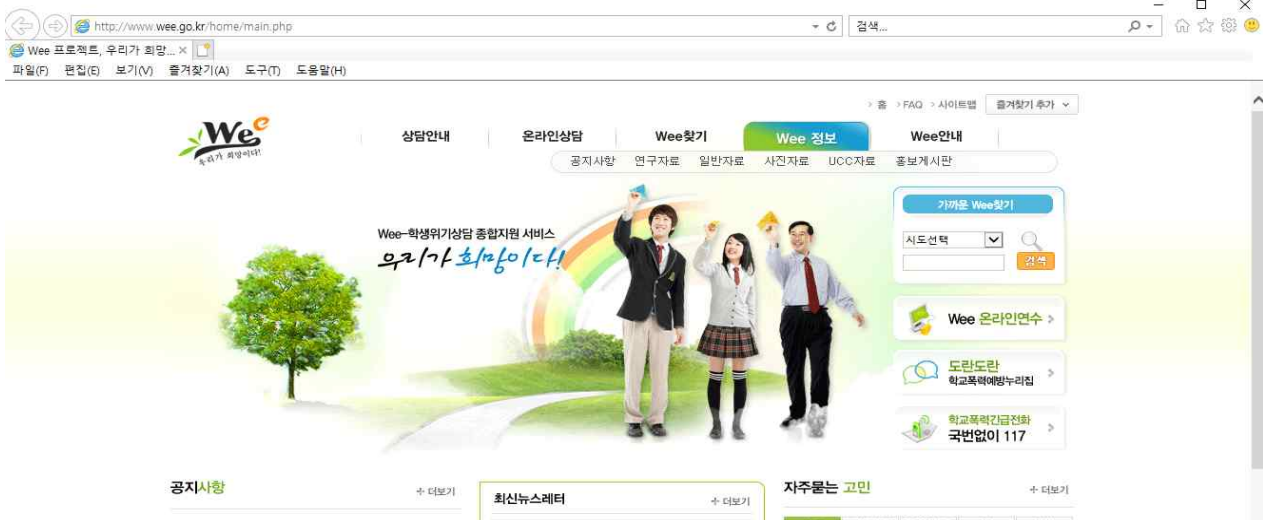 http://www.wee.go.kr/home/main.php
검색...
Wee 프로젝트, 우리가 희망...
파일(F) 편집(E) 보기(V) 즐겨찾기(A) 도구(T) 도움말(H)
> 홈 > FAQ > 사이트맵 즐겨찾기 추가
Wee
우리가 희망이다!
상담안내 온라인상담 Wee찾기 Wee 정보 Wee안내
공지사항 연구자료 일반자료 사진자료 UCC자료 홍보게시판
Wee-학생위기상담 종합지원 서비스
우리가 희망이다!
가까운 Wee찾기
시도선택
검색
Wee 온라인연수 >
도란도란
학교폭력예방누리집
학교폭력긴급전화
국번없이 117
공지사항 더보기
최신뉴스레터 더보기
자주묻는 고민 더보기